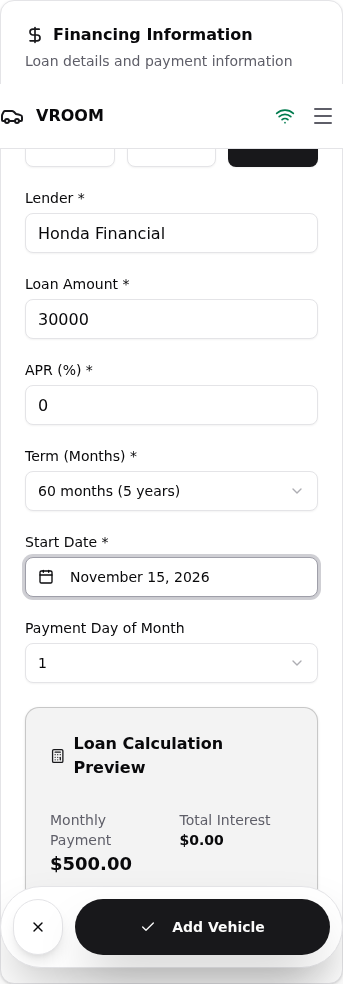 Financing Information
Loan details and payment information
VROOM
Lender *
Honda Financial
Loan Amount *
30000
APR (%) *
0
Term (Months) *
60 months (5 years)
Start Date *
November 15, 2026
Payment Day of Month
1
Loan Calculation
Preview
Monthly
Payment
$500.00
Total Interest
$0.00
Add Vehicle